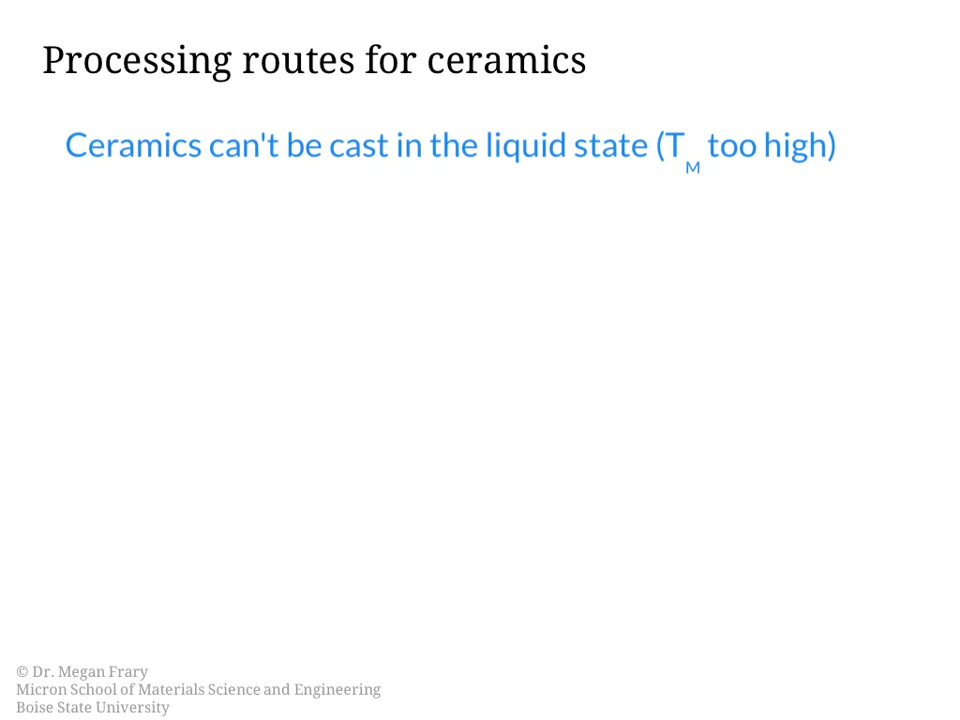 Processing routes for ceramics
Ceramics can't be cast in the liquid state (TM too high)
© Dr. Megan Frary
Micron School of Materials Science and Engineering
Boise State University